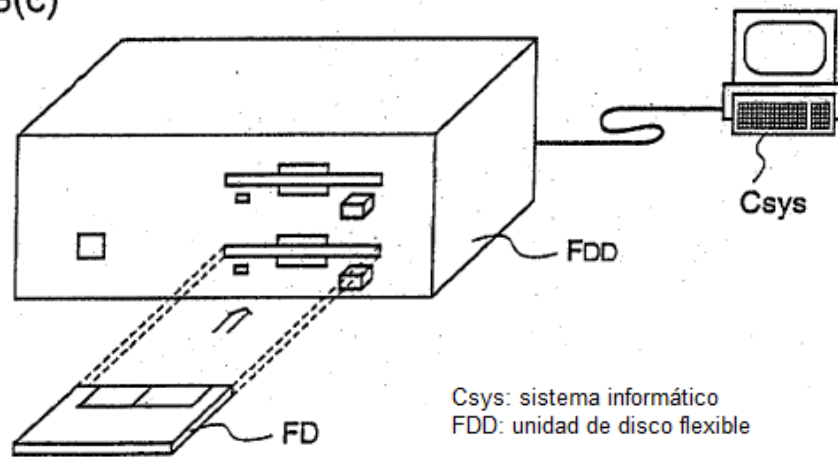 (c)
Csys
FDD
FD
Csys: sistema informático
FDD: unidad de disco flexible